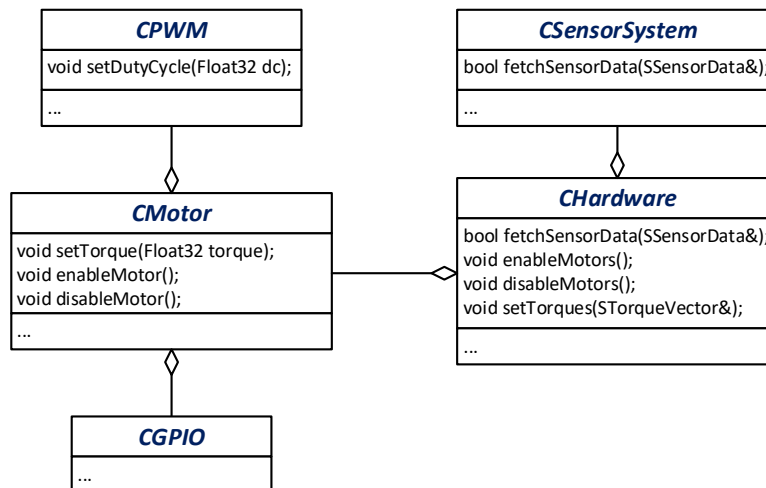 CPWM
void setDutyCycle(Float32 dc);
...
CSensorSystem
bool fetchSensorData(SSensorData&);
...
CMotor
void setTorque(Float32 torque);
void enableMotor();
void disableMotor();
...
CHardware
bool fetchSensorData(SSensorData&);
void enableMotors();
void disableMotors();
void setTorques(STorqueVector&);
...
CGPIO
...